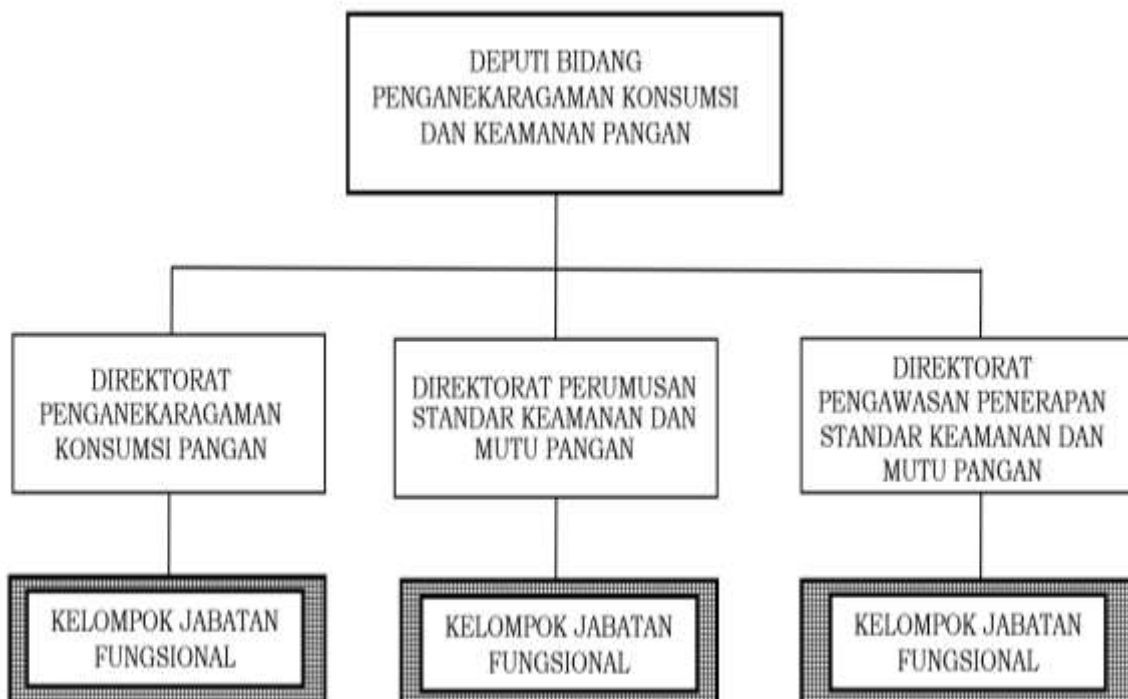 DEPUTI BIDANG
PENGANEKARAGAMAN KONSUMSI
DAN KEAMANAN PANGAN
DIREKTORAT
PENGANEKARAGAMAN
KONSUMSI PANGAN
DIREKTORAT PERUMUSAN
STANDAR KEAMANAN DAN
MUTU PANGAN
DIREKTORAT
PENGAWASAN PENERAPAN
STANDAR KEAMANAN DAN
MUTU PANGAN
KELOMPOK JABATAN
FUNGSIONAL
KELOMPOK JABATAN
FUNGSIONAL
KELOMPOK JABATAN
FUNGSIONAL